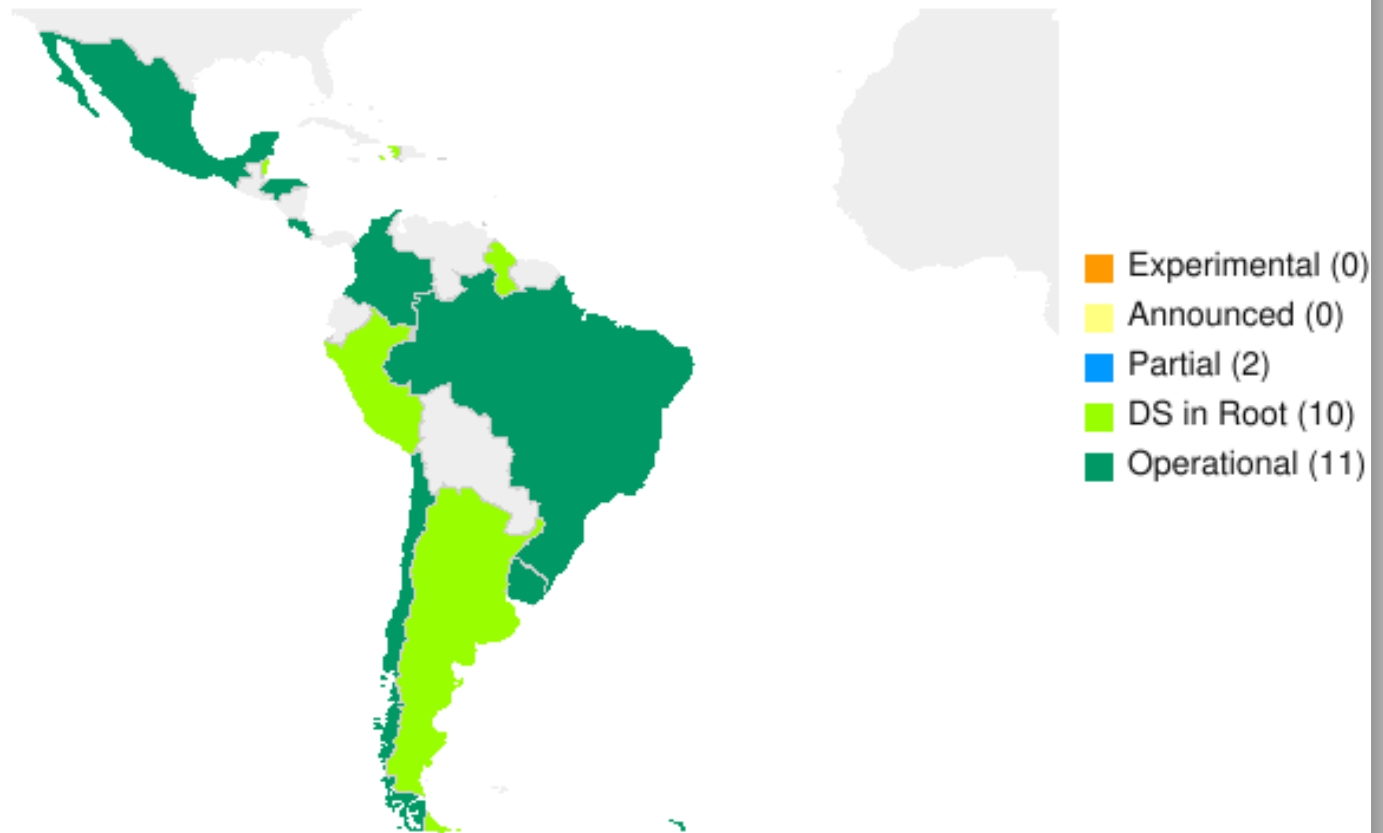 Experimental (0)
Announced (0)
Partial (2)
DS in Root (10)
Operational (11)